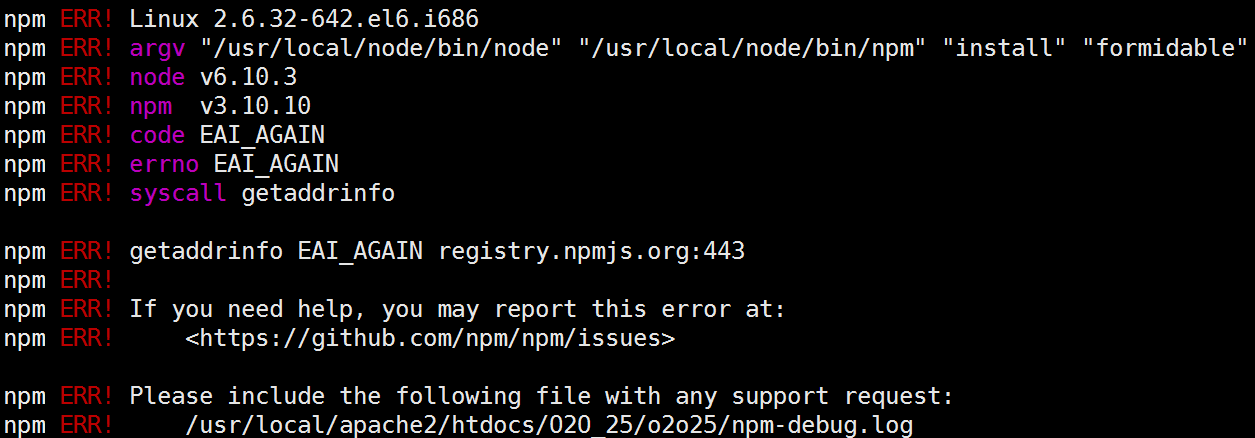 npm ERR! Linux 2.6.32-642.el6.i686
npm ERR! argv "/usr/local/node/bin/node" "/usr/local/node/bin/npm" "install" "formidable"
npm ERR! node v6.10.3
npm ERR! npm  v3.10.10
npm ERR! code EAI_AGAIN
npm ERR! errno EAI_AGAIN
npm ERR! syscall getaddrinfo

npm ERR! getaddrinfo EAI_AGAIN registry.npmjs.org:443
npm ERR!
npm ERR! If you need help, you may report this error at:
npm ERR!     <https://github.com/npm/npm/issues>

npm ERR! Please include the following file with any support request:
npm ERR!     /usr/local/apache2/htdocs/020_25/o2o25/npm-debug.log